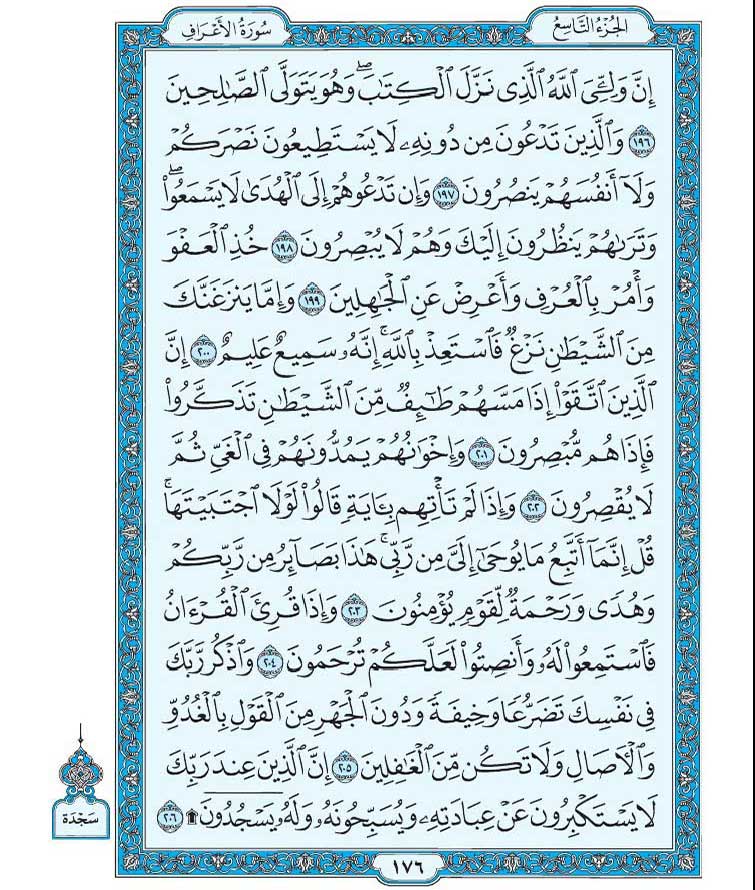 الجُزْءُ التَّاسِعُ
سُورَةُ الأَعْرَافِ
إِنَّ وَلِـِّۧيَ ٱللَّهُ ٱلَّذِي نَزَّلَ ٱلْكِتَٰبَۖ وَهُوَ يَتَوَلَّى ٱلصَّٰلِحِينَ
١٩٦ وَٱلَّذِينَ تَدْعُونَ مِن دُونِهِۦ لَا يَسْتَطِيعُونَ نَصْرَكُمْ
وَلَآ أَنفُسَهُمْ يَنصُرُونَ ١٩٧ وَإِن تَدْعُوهُمْ إِلَى ٱلْهُدَىٰ لَا يَسْمَعُوا۟ۖ
وَتَرَىٰهُمْ يَنظُرُونَ إِلَيْكَ وَهُمْ لَا يُبْصِرُونَ ١٩٨ خُذِ ٱلْعَفْوَ
وَأْمُرْ بِٱلْعُرْفِ وَأَعْرِضْ عَنِ ٱلْجَٰهِلِينَ ١٩٩ وَإِمَّا يَنزَغَنَّكَ
مِنَ ٱلشَّيْطَٰنِ نَزْغٌ فَٱسْتَعِذْ بِٱللَّهِۚ إِنَّهُۥ سَمِيعٌ عَلِيمٌ ٢٠٠ إِنَّ
ٱلَّذِينَ ٱتَّقَوْا۟ إِذَا مَسَّهُمْ طَٰٓئِفٌ مِّنَ ٱلشَّيْطَٰنِ تَذَكَّرُوا۟
فَإِذَا هُم مُّبْصِرُونَ ٢٠١ وَإِخْوَٰنُهُمْ يَمُدُّونَهُمْ فِي ٱلْغَيِّ ثُمَّ
لَا يُقْصِرُونَ ٢٠٢ وَإِذَا لَمْ تَأْتِهِم بِـَٔايَةٍ قَالُوا۟ لَوْلَا ٱجْتَبَيْتَهَاۚ
قُلْ إِنَّمَآ أَتَّبِعُ مَا يُوحَىٰٓ إِلَيَّ مِن رَّبِّيۚ هَٰذَا بَصَآئِرُ مِن رَّبِّكُمْ
وَهُدًى وَرَحْمَةٌ لِّقَوْمٍ يُؤْمِنُونَ ٢٠٣ وَإِذَا قُرِئَ ٱلْقُرْءَانُ
فَٱسْتَمِعُوا۟ لَهُۥ وَأَنصِتُوا۟ لَعَلَّكُمْ تُرْحَمُونَ ٢٠٤ وَٱذْكُر رَّبَّكَ
فِي نَفْسِكَ تَضَرُّعًا وَخِيفَةً وَدُونَ ٱلْجَهْرِ مِنَ ٱلْقَوْلِ بِٱلْغُدُوِّ
وَٱلْأٓصَالِ وَلَا تَكُن مِّنَ ٱلْغَٰفِلِينَ ٢٠٥ إِنَّ ٱلَّذِينَ عِندَ رَبِّكَ
لَا يَسْتَكْبِرُونَ عَنْ عِبَادَتِهِۦ وَيُسَبِّحُونَهُۥ وَلَهُۥ يَسْجُدُونَ ۩ ٢٠٦
سَجْدَة
١٧٦